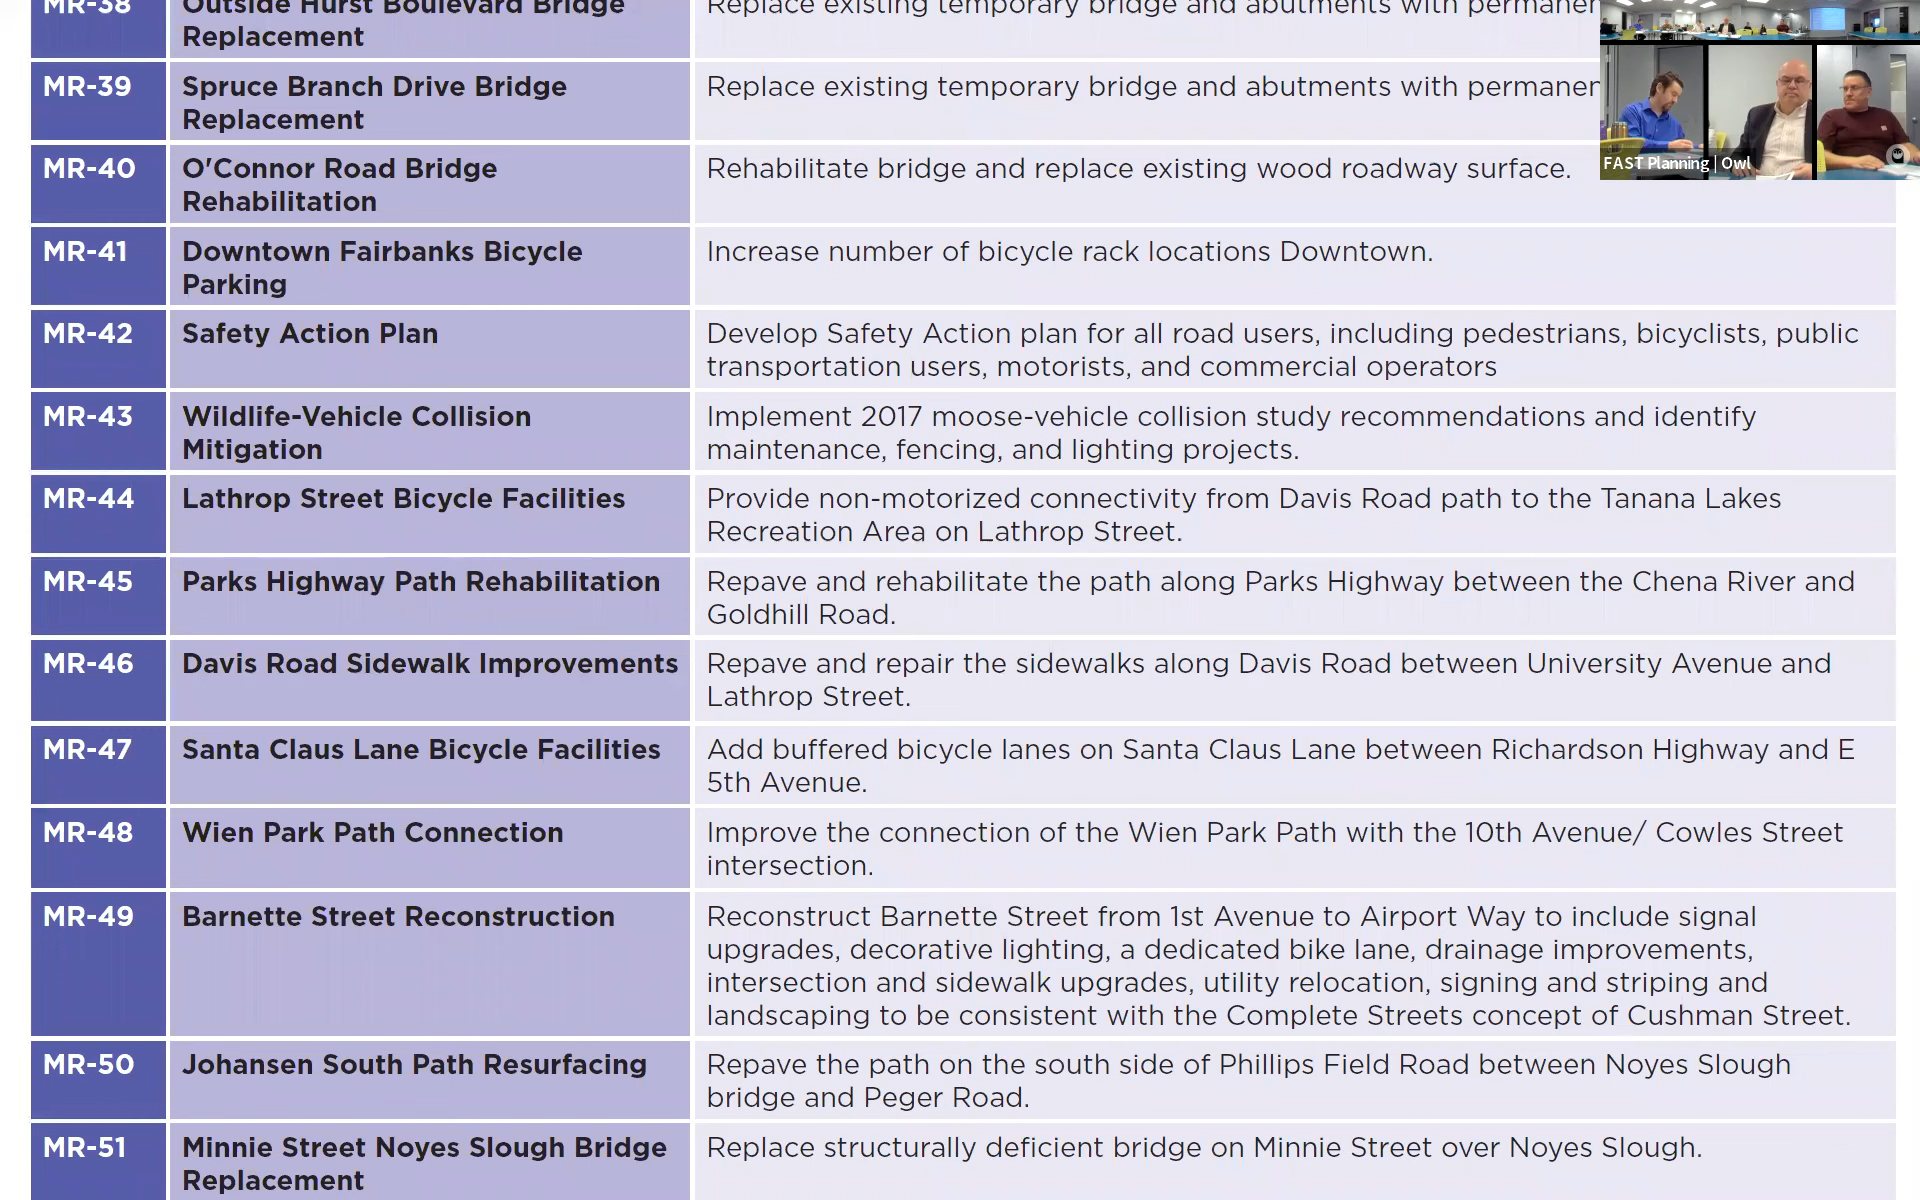 MR-38
Outside Hurst Boulevard Bridge
Replacement
Replace existing temporary bridge and abutments with
MR-39
Spruce Branch Drive Bridge
Replacement
Replace existing temporary bridge and abutments with
MR-40
O'Connor Road Bridge
Rehabilitation
Rehabilitate bridge and replace existing wood roadway surface.
FAST Planning | Owl
MR-41
Downtown Fairbanks Bicycle
Parking
Increase number of bicycle rack locations Downtown.
MR-42
Safety Action Plan
Develop Safety Action plan for all road users, including pedestrians, bicyclists, public
transportation users, motorists, and commercial operators
MR-43
Wildlife-Vehicle Collision
Mitigation
Implement 2017 moose-vehicle collision study recommendations and identify
maintenance, fencing, and lighting projects.
MR-44
Lathrop Street Bicycle Facilities
Provide non-motorized connectivity from Davis Road path to the Tanana Lakes
Recreation Area on Lathrop Street.
MR-45
Parks Highway Path Rehabilitation
Repave and rehabilitate the path along Parks Highway between the Chena River and
Goldhill Road.
MR-46
Davis Road Sidewalk Improvements
Repave and repair the sidewalks along Davis Road between University Avenue and
Lathrop Street.
MR-47
Santa Claus Lane Bicycle Facilities
Add buffered bicycle lanes on Santa Claus Lane between Richardson Highway and E
5th Avenue.
MR-48
Wien Park Path Connection
Improve the connection of the Wien Park Path with the 10th Avenue/ Cowles Street
intersection.
MR-49
Barnette Street Reconstruction
Reconstruct Barnette Street from 1st Avenue to Airport Way to include signal
upgrades, decorative lighting, a dedicated bike lane, drainage improvements,
intersection and sidewalk upgrades, utility relocation, signing and striping and
landscaping to be consistent with the Complete Streets concept of Cushman Street.
MR-50
Johansen South Path Resurfacing
Repave the path on the south side of Phillips Field Road between Noyes Slough
bridge and Peger Road.
MR-51
Minnie Street Noyes Slough Bridge
Replacement
Replace structurally deficient bridge on Minnie Street over Noyes Slough.